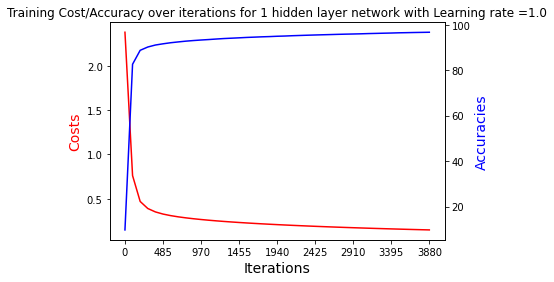 Training Cost/Accuracy over iterations for 1 hidden layer network with Learning rate =1.0
Costs
2.0
1.5
1.0
0.5
100
80
60
40
20
Accuracies
0 485 970 1455 1940 2425 2910 3395 3880
Iterations